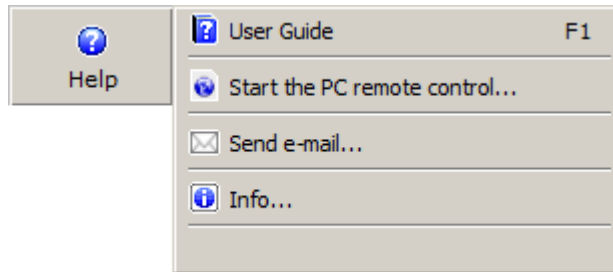 Help
User Guide F1
Start the PC remote control...
Send e-mail...
Info...